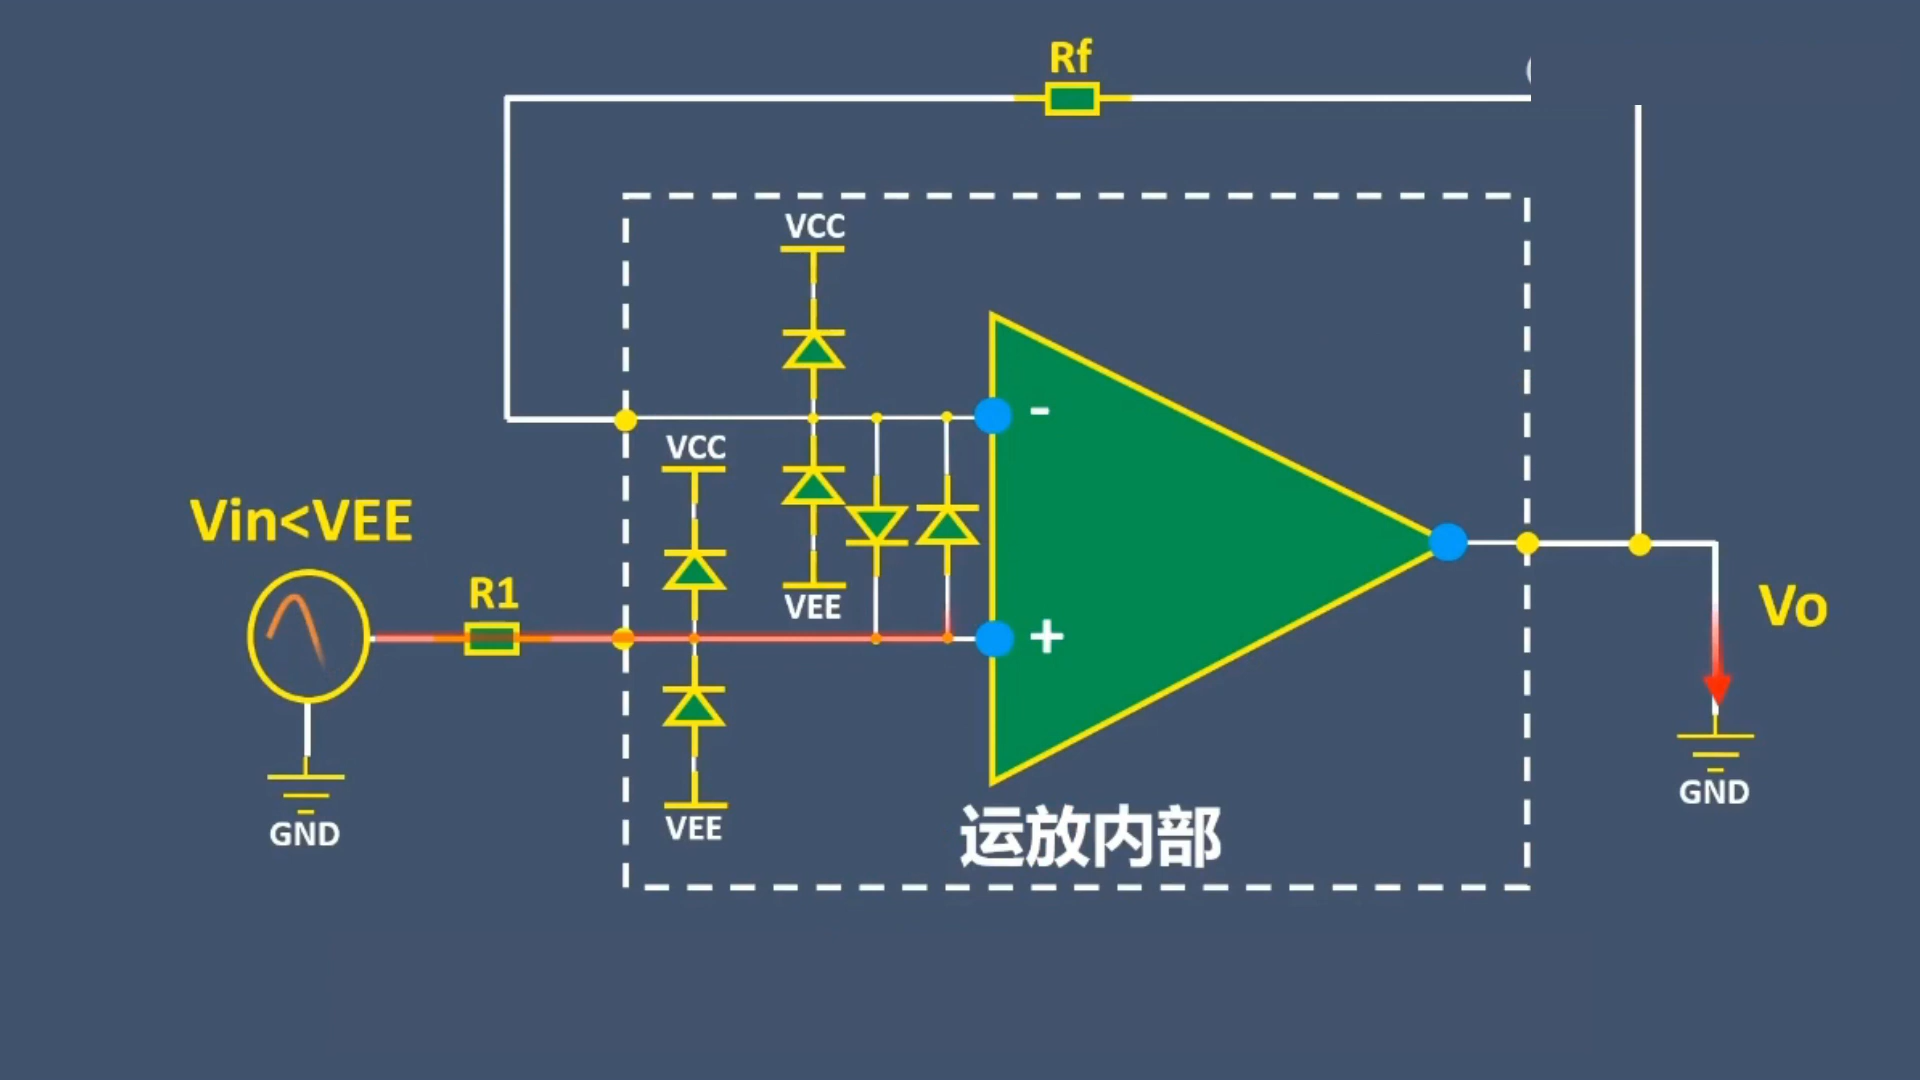 Rf
VCC
-
VCC
Vin<VEE
R1
VEE
Vo
+
GND
VEE
GND
运放内部